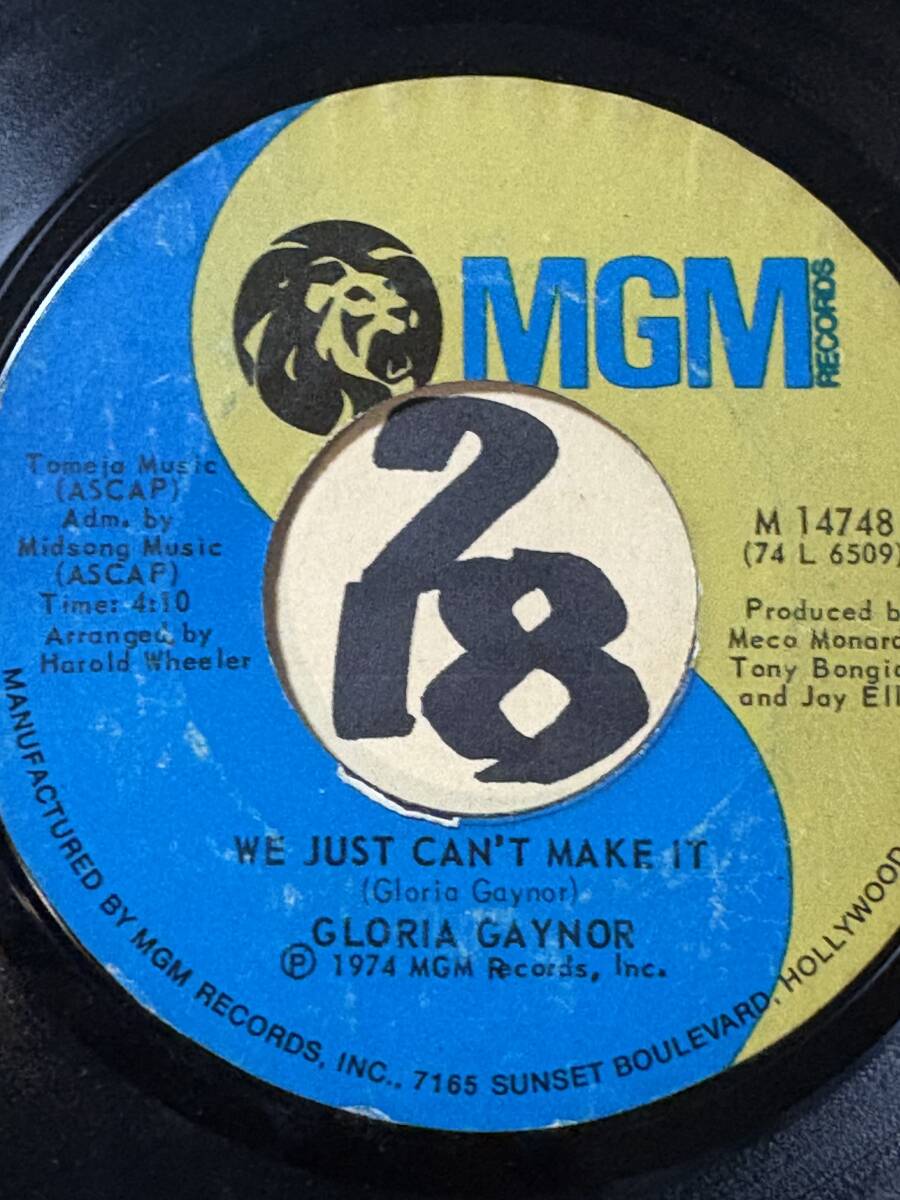 MGM
RECORDS
Tomeja Music
(ASCAP)
Adm. by
Midsong Music
(ASCAP)
Time: 4:10
Arranged by
Harold Wheeler
M 14748
(74 L 6509)
Produced b
Meco Monard
Tony Bongio
and Jay Ell
WE JUST CAN'T MAKE IT
(Gloria Gaynor)
GLORIA GAYNOR
℗ 1974 MGM Records, Inc.
MANUFACTURED BY MGM RECORDS, INC., 7165 SUNSET BOULEVARD, HOLLYWOOD